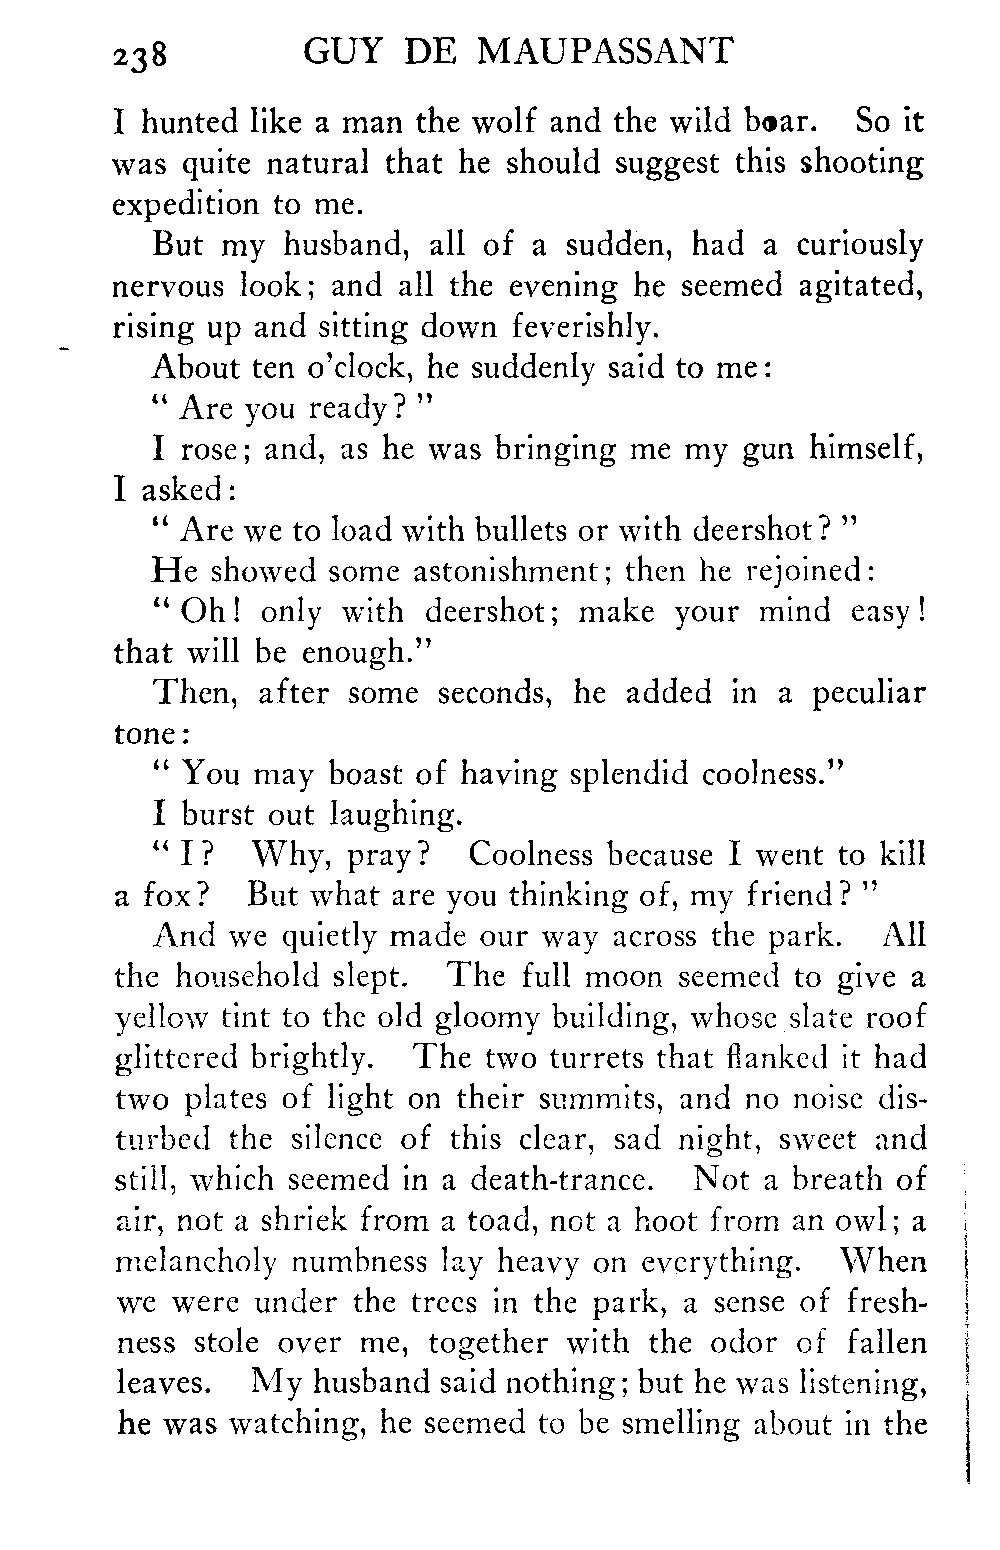 238 GUY DE MAUPASSANT
I hunted like a man the wolf and the wild boar. So it
was quite natural that he should suggest this shooting
expedition to me.
But my husband, all of a sudden, had a curiously
nervous look; and all the evening he seemed agitated,
rising up and sitting down feverishly.
About ten o'clock, he suddenly said to me:
" Are you ready? "
I rose; and, as he was bringing me my gun himself,
I asked:
" Are we to load with bullets or with deershot? "
He showed some astonishment; then he rejoined:
" Oh! only with deershot; make your mind easy!
that will be enough."
Then, after some seconds, he added in a peculiar
tone:
" You may boast of having splendid coolness."
I burst out laughing.
" I? Why, pray? Coolness because I went to kill
a fox? But what are you thinking of, my friend? "
And we quietly made our way across the park. All
the household slept. The full moon seemed to give a
yellow tint to the old gloomy building, whose slate roof
glittered brightly. The two turrets that flanked it had
two plates of light on their summits, and no noise dis-
turbed the silence of this clear, sad night, sweet and
still, which seemed in a death-trance. Not a breath of
air, not a shriek from a toad, not a hoot from an owl; a
melancholy numbness lay heavy on everything. When
we were under the trees in the park, a sense of fresh-
ness stole over me, together with the odor of fallen
leaves. My husband said nothing; but he was listening,
he was watching, he seemed to be smelling about in the